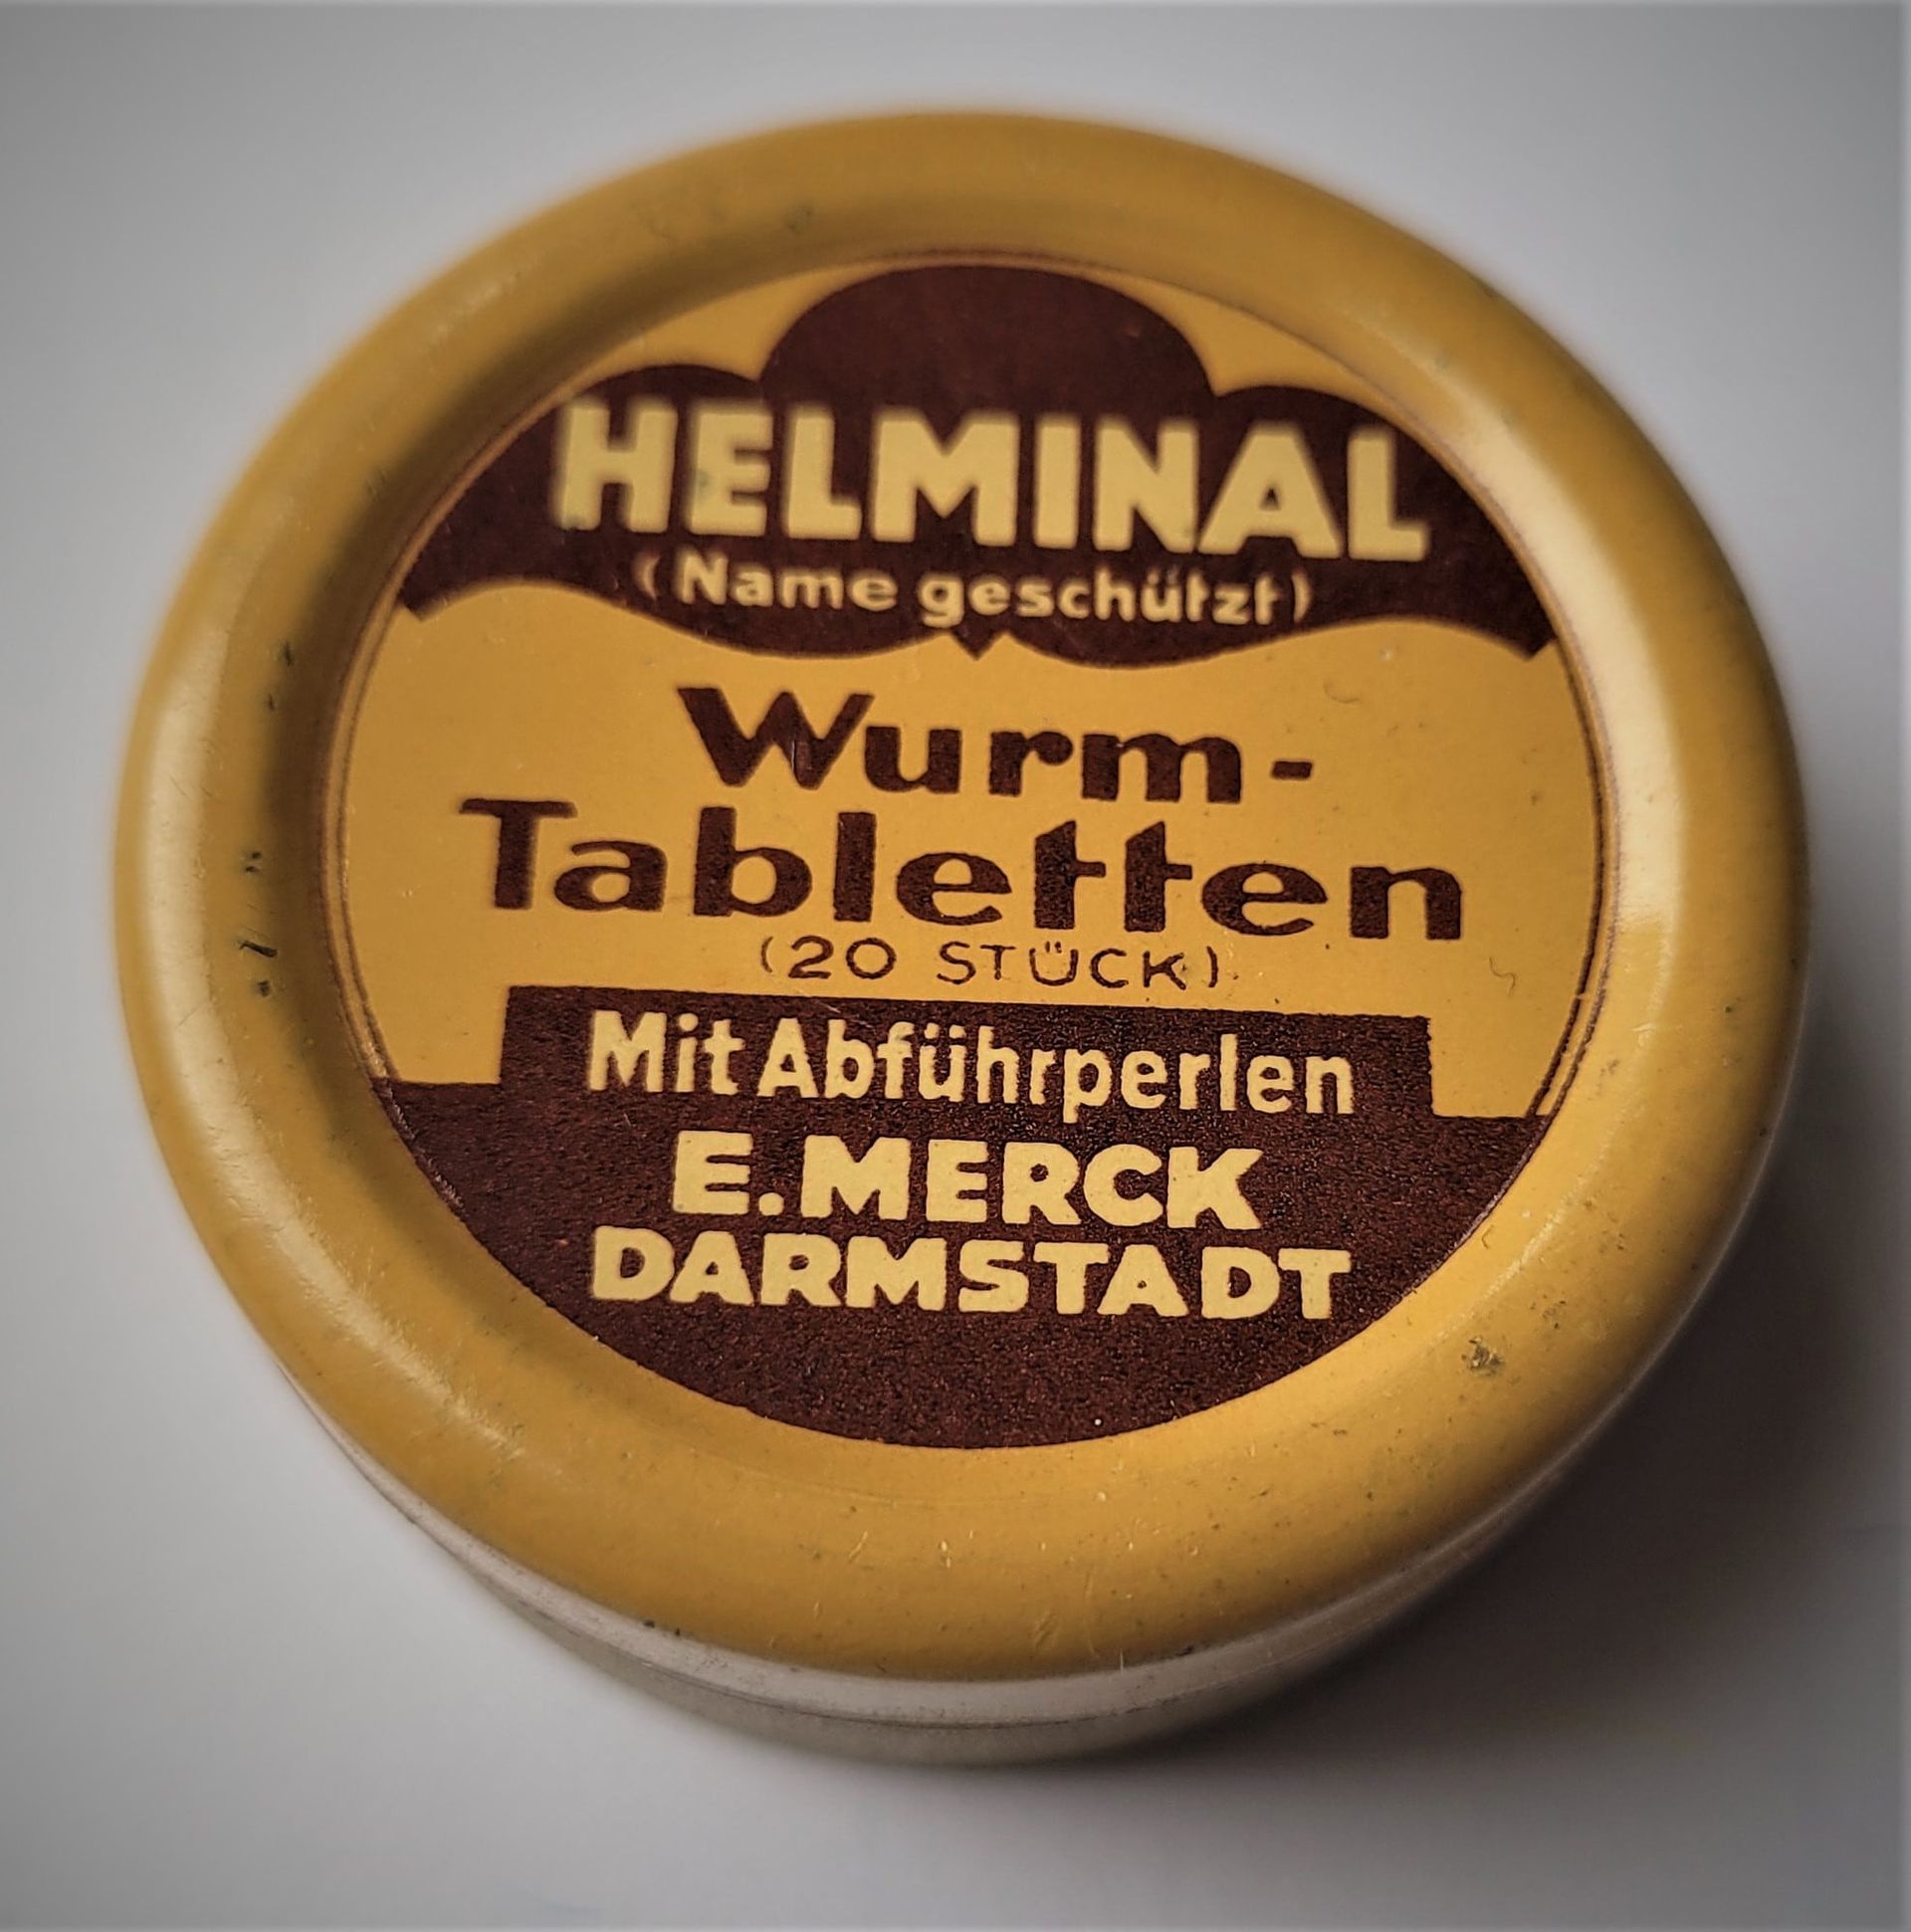 HELMINAL
(Name geschützt)
Wurm-
Tabletten
(20 STÜCK)
Mit Abführperlen
E.MERCK
DARMSTADT